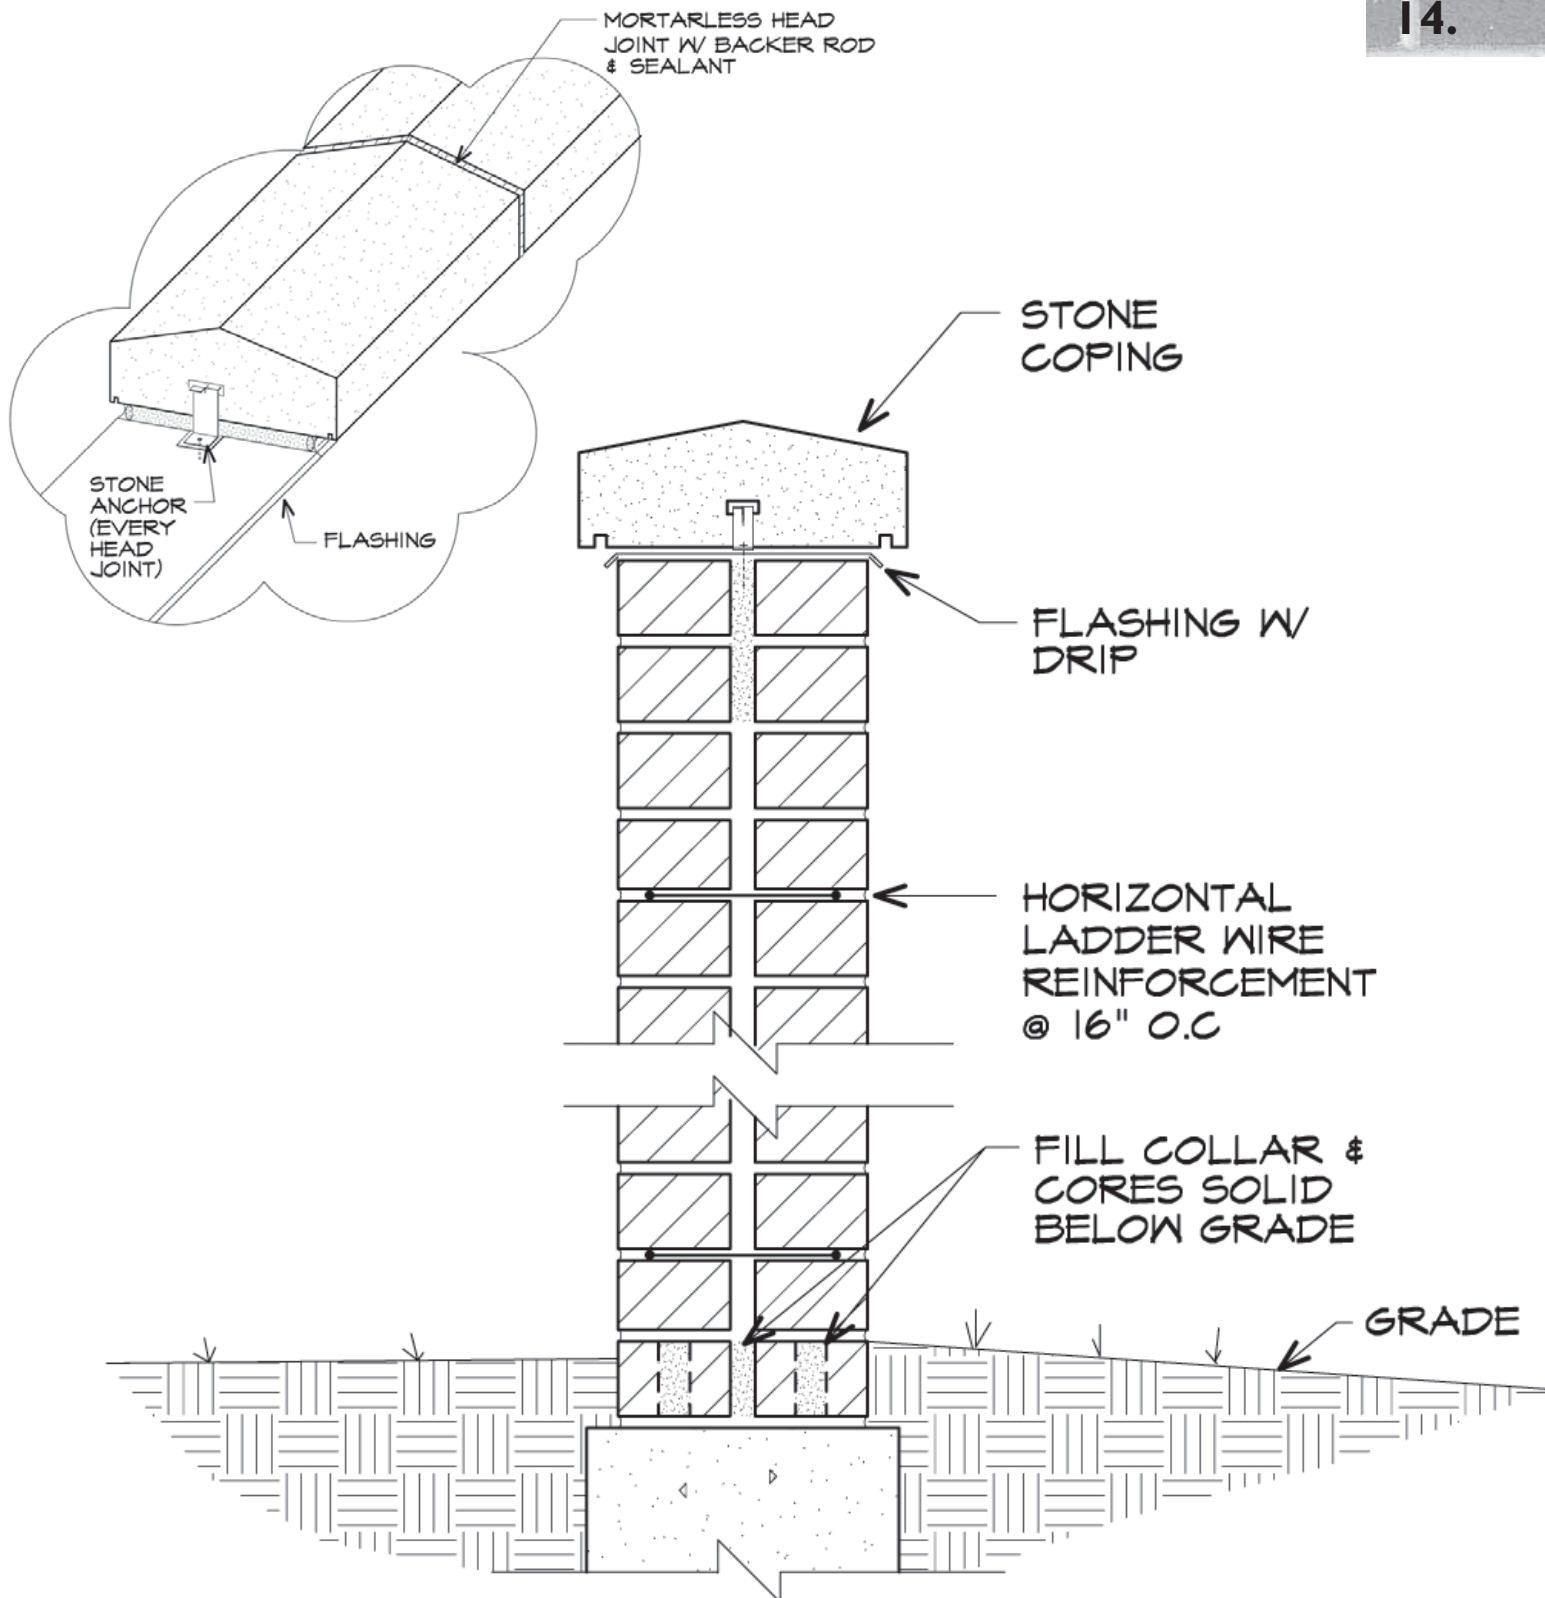 14.
MORTARLESS HEAD
JOINT W/ BACKER ROD
& SEALANT
STONE
ANCHOR
(EVERY
HEAD
JOINT)
FLASHING
STONE
COPING
FLASHING W/
DRIP
HORIZONTAL
LADDER WIRE
REINFORCEMENT
@ 16" O.C
FILL COLLAR &
CORES SOLID
BELOW GRADE
GRADE